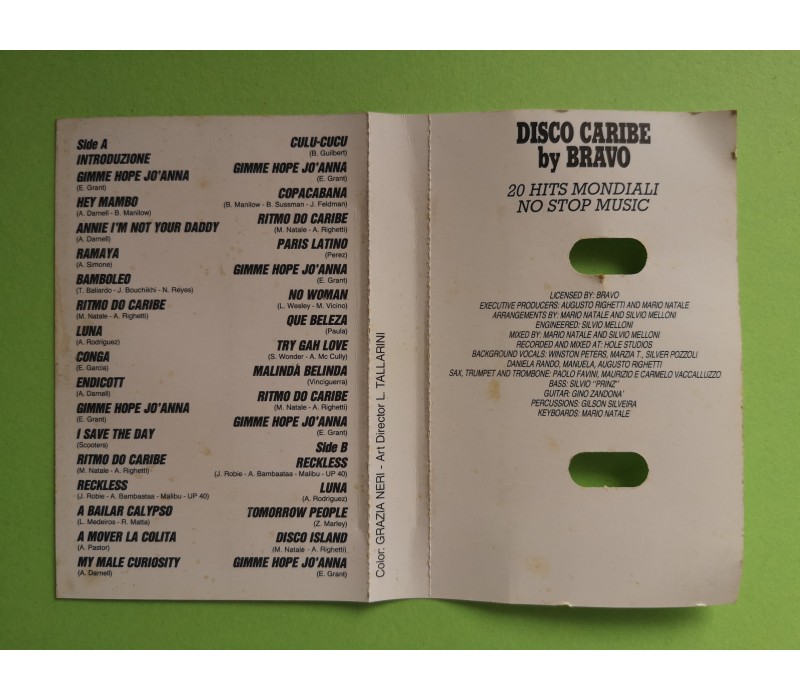 Side A
INTRODUZIONE
GIMME HOPE JO'ANNA
(E. Grant)
HEY MAMBO
(A. Darnell - B. Manilow)
ANNIE I'M NOT YOUR DADDY
(A. Darnell)
RAMAYA
(A. Simone)
BAMBOLEO
(T. Baliardo - J. Bouchikhi - N. Reyes)
RITMO DO CARIBE
(M. Natale - A. Righetti)
LUNA
(A. Rodriguez)
CONGA
(E. Garcia)
ENDICOTT
(A. Darnell)
GIMME HOPE JO'ANNA
(E. Grant)
I SAVE THE DAY
(Scooters)
RITMO DO CARIBE
(M. Natale - A. Righetti)
RECKLESS
(J. Robie - A. Bambaataa - Malibu - UP 40)
A BAILAR CALYPSO
(L. Medeiros - R. Matta)
A MOVER LA COLITA
(A. Pastor)
MY MALE CURIOSITY
(A. Darnell)
CULU-CUCU
(B. Guilbert)
GIMME HOPE JO'ANNA
(E. Grant)
COPACABANA
(B. Manilow - B. Sussman - J. Feldman)
RITMO DO CARIBE
(M. Natale - A. Righetti)
PARIS LATINO
(Perez)
GIMME HOPE JO'ANNA
(E. Grant)
NO WOMAN
(L. Wesley - M. Vicino)
QUE BELEZA
(Paula)
TRY GAH LOVE
(S. Wonder - A. Mc Cully)
MALINDÀ BELINDA
(Vinciguerra)
RITMO DO CARIBE
(M. Natale - A. Righetti)
GIMME HOPE JO'ANNA
(E. Grant)
Side B
RECKLESS
(J. Robie - A. Bambaataa - Malibu - UP 40)
LUNA
(A. Rodriguez)
TOMORROW PEOPLE
(Z. Marley)
DISCO ISLAND
(M. Natale - A. Righetti)
GIMME HOPE JO'ANNA
(E. Grant)
Color: GRAZIA NERI - Art Director L. TALLARINI
DISCO CARIBE
by BRAVO
20 HITS MONDIALI
NO STOP MUSIC
LICENSED BY: BRAVO
EXECUTIVE PRODUCERS: AUGUSTO RIGHETTI AND MARIO NATALE
ARRANGEMENTS BY: MARIO NATALE AND SILVIO MELLONI
ENGINEERED: SILVIO MELLONI
MIXED BY: MARIO NATALE AND SILVIO MELLONI
RECORDED AND MIXED AT: HOLE STUDIOS
BACKGROUND VOCALS: WINSTON PETERS, MARZIA T., SILVER POZZOLI
DANIELA RANDO, MANUELA, AUGUSTO RIGHETTI
SAX, TRUMPET AND TROMBONE: PAOLO FAVINI, MAURIZIO E CARMELO VACCALLUZZO
BASS: SILVIO "PRINZ"
GUITAR: GINO ZANDONA'
PERCUSSIONS: GILSON SILVEIRA
KEYBOARDS: MARIO NATALE